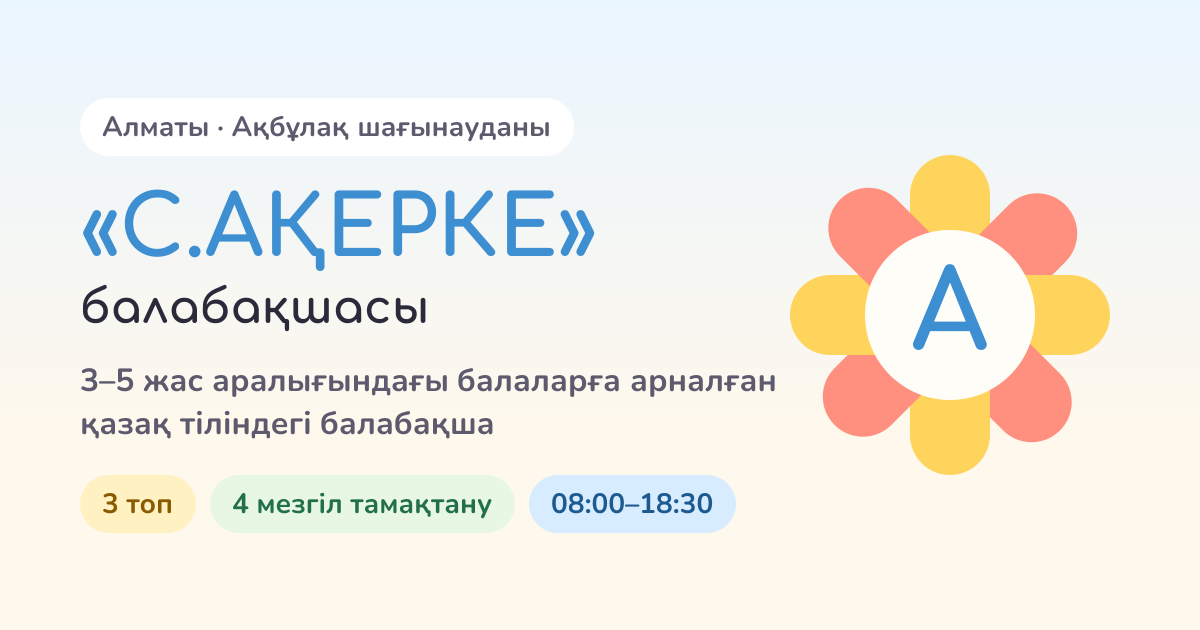 Алматы · Ақбұлақ шағынауданы
«С.АҚЕРКЕ»
балабақшасы
3–5 жас аралығындағы балаларға арналған
қазақ тіліндегі балабақша
3 топ
4 мезгіл тамақтану
08:00–18:30
А